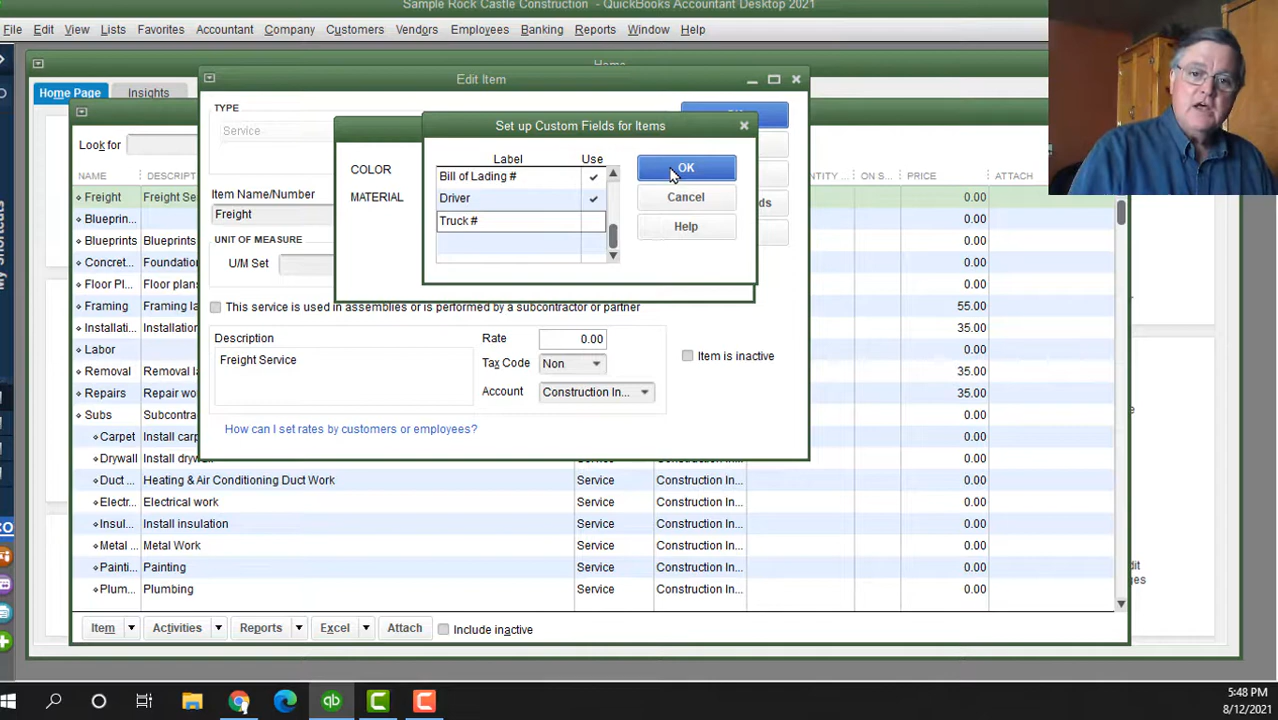 Sample Rock Castle Construction - QuickBooks Accountant Desktop 2021
File Edit View Lists Favorites Accountant Company Customers Vendors Employees Banking Reports Window Help
Home Page Insights
Edit Item
Look for
NAME DESCRIPT ON S... PRICE ATTACH
TYPE
Service
Item Name/Number
Freight
UNIT OF MEASURE
U/M Set
COLOR
MATERIAL
Set up Custom Fields for Items
Label Use
Bill of Lading #
Driver
Truck #
OK
Cancel
Help
This service is used in assemblies or is performed by a subcontractor or partner
Description
Freight Service
Rate 0.00
Tax Code Non
Account Construction In...
Item is inactive
How can I set rates by customers or employees?
Freight Freight Se 0.00
Blueprin... 0.00
Blueprints Blueprints 0.00
Concret... Foundation 0.00
Floor Pl... 0.00
Framing Framing la 55.00
Installati... Installatio 35.00
Labor 0.00
Removal Removal l 35.00
Repairs Repair wo 35.00
Subs Subcontra 0.00
Carpet Install carp 0.00
Drywall Install dryw 0.00
Duct ... Heating & Air Conditioning Duct Work Service Construction In... 0.00
Electr... Electrical work Service Construction In... 0.00
Insul... Install insulation Service Construction In... 0.00
Metal ... Metal Work Service Construction In... 0.00
Painti... Painting Service Construction In... 0.00
Plum... Plumbing Service Construction In... 0.00
Item Activities Reports Excel Attach Include inactive
5:48 PM
8/12/2021